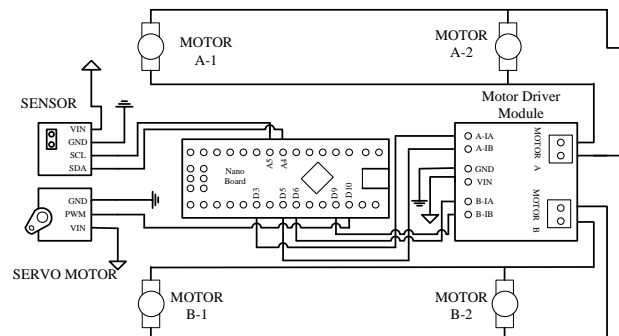 MOTOR
A-1
MOTOR
A-2
SENSOR
VIN
GND
SCL
SDA
A5
A4
Nano
Board
D3
D5
D6
D9
D10
Motor Driver
Module
A-IA
A-IB
GND
VIN
B-IA
B-IB
MOTOR
A
MOTOR
B
GND
PWM
VIN
SERVO MOTOR
MOTOR
B-1
MOTOR
B-2